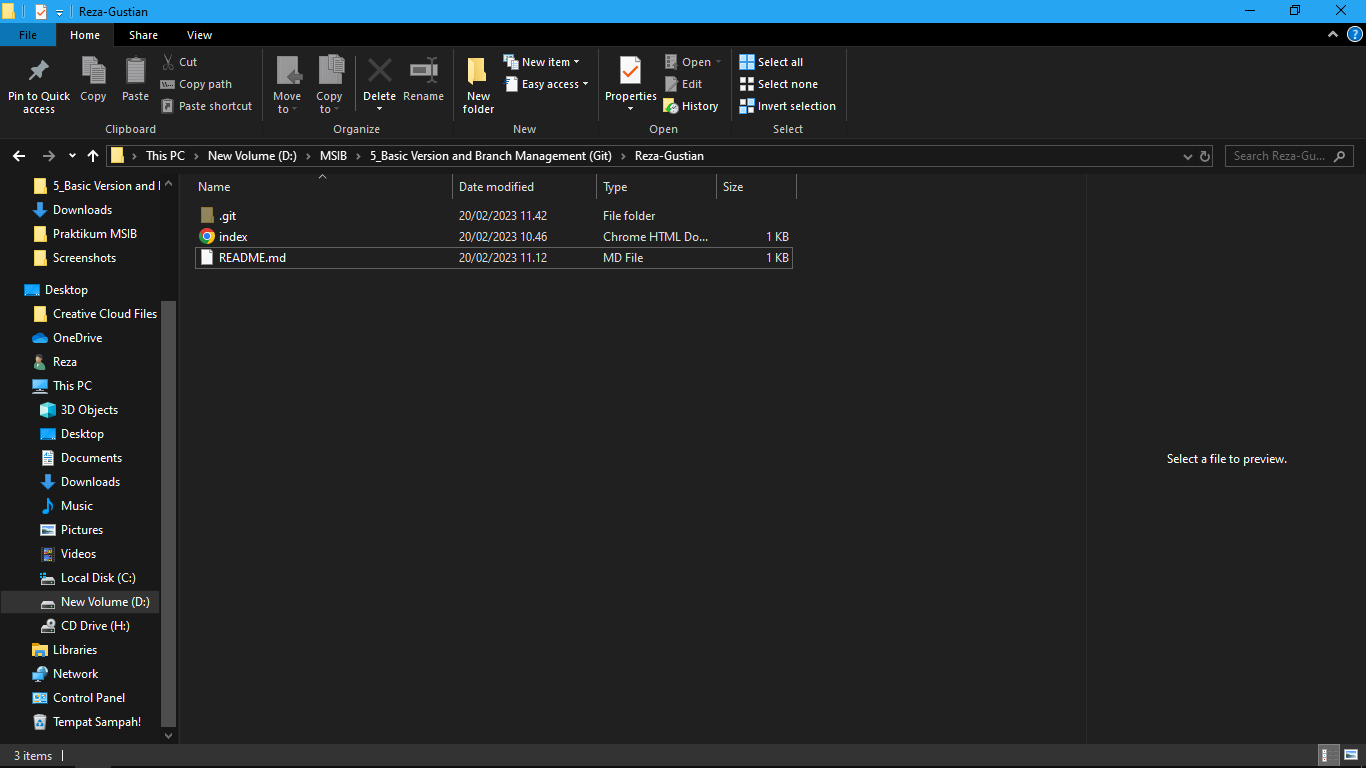 Reza-Gustian
File Home Share View
Pin to Quick access
Copy
Paste
Cut
Copy path
Paste shortcut
Clipboard
Move to
Copy to
Delete
Rename
Organize
New folder
New item
Easy access
New
Properties
Open
Edit
History
Open
Select all
Select none
Invert selection
Select
This PC New Volume (D:) MSIB 5_Basic Version and Branch Management (Git) Reza-Gustian
Search Reza-Gu...
5_Basic Version and
Downloads
Praktikum MSIB
Screenshots
Desktop
Creative Cloud Files
OneDrive
Reza
This PC
3D Objects
Desktop
Documents
Downloads
Music
Pictures
Videos
Local Disk (C:)
New Volume (D:)
CD Drive (H:)
Libraries
Network
Control Panel
Tempat Sampah!
Name Date modified Type Size
.git 20/02/2023 11.42 File folder
index 20/02/2023 10.46 Chrome HTML Do... 1 KB
README.md 20/02/2023 11.12 MD File 1 KB
Select a file to preview.
3 items